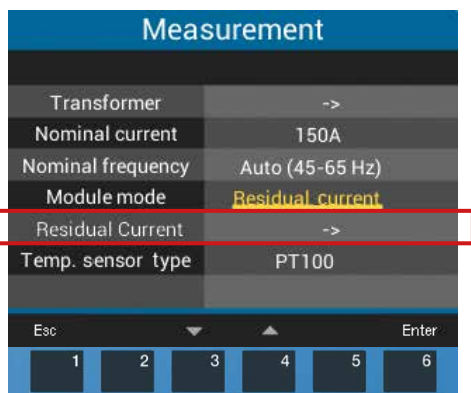 Measurement
Transformer ->
Nominal current 150A
Nominal frequency Auto (45-65 Hz)
Module mode Residual current
Residual Current ->
Temp. sensor type PT100
Esc Enter
1 2 3 4 5 6